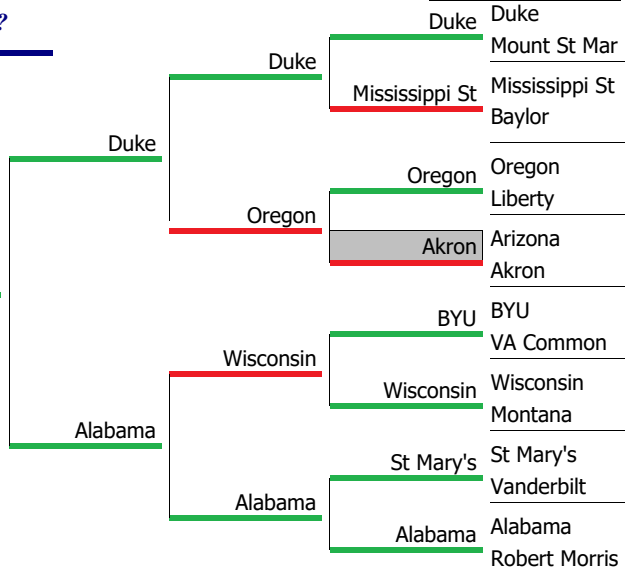 ?
Duke
Alabama
Duke
Oregon
Wisconsin
Alabama
Duke
Mississippi St
Oregon
Akron
BYU
Wisconsin
St Mary's
Alabama
Duke
Mount St Mar
Mississippi St
Baylor
Oregon
Liberty
Arizona
Akron
BYU
VA Common
Wisconsin
Montana
St Mary's
Vanderbilt
Alabama
Robert Morris